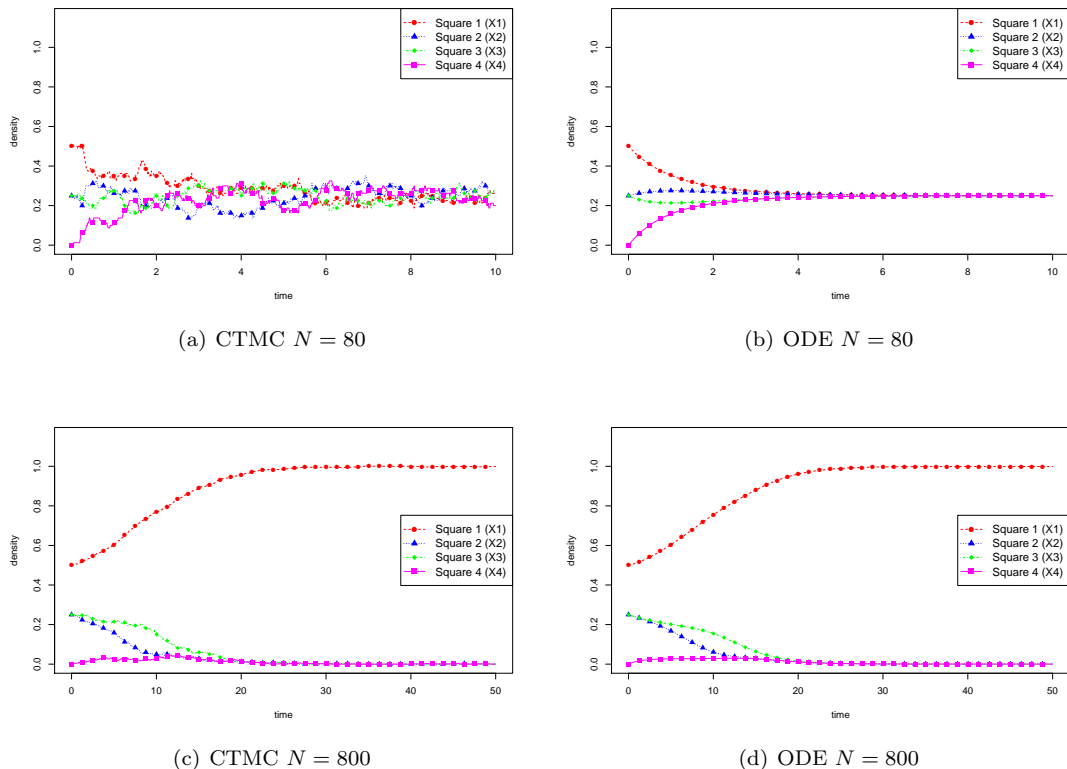 Square 1 (X1)
Square 2 (X2)
Square 3 (X3)
Square 4 (X4)
density
0.0 0.2 0.4 0.6 0.8 1.0
0 2 4 6 8 10
time
(a) CTMC N = 80
Square 1 (X1)
Square 2 (X2)
Square 3 (X3)
Square 4 (X4)
density
0.0 0.2 0.4 0.6 0.8 1.0
0 2 4 6 8 10
time
(b) ODE N = 80
Square 1 (X1)
Square 2 (X2)
Square 3 (X3)
Square 4 (X4)
density
0.0 0.2 0.4 0.6 0.8 1.0
0 10 20 30 40 50
time
(c) CTMC N = 800
Square 1 (X1)
Square 2 (X2)
Square 3 (X3)
Square 4 (X4)
density
0.0 0.2 0.4 0.6 0.8 1.0
0 10 20 30 40 50
time
(d) ODE N = 800